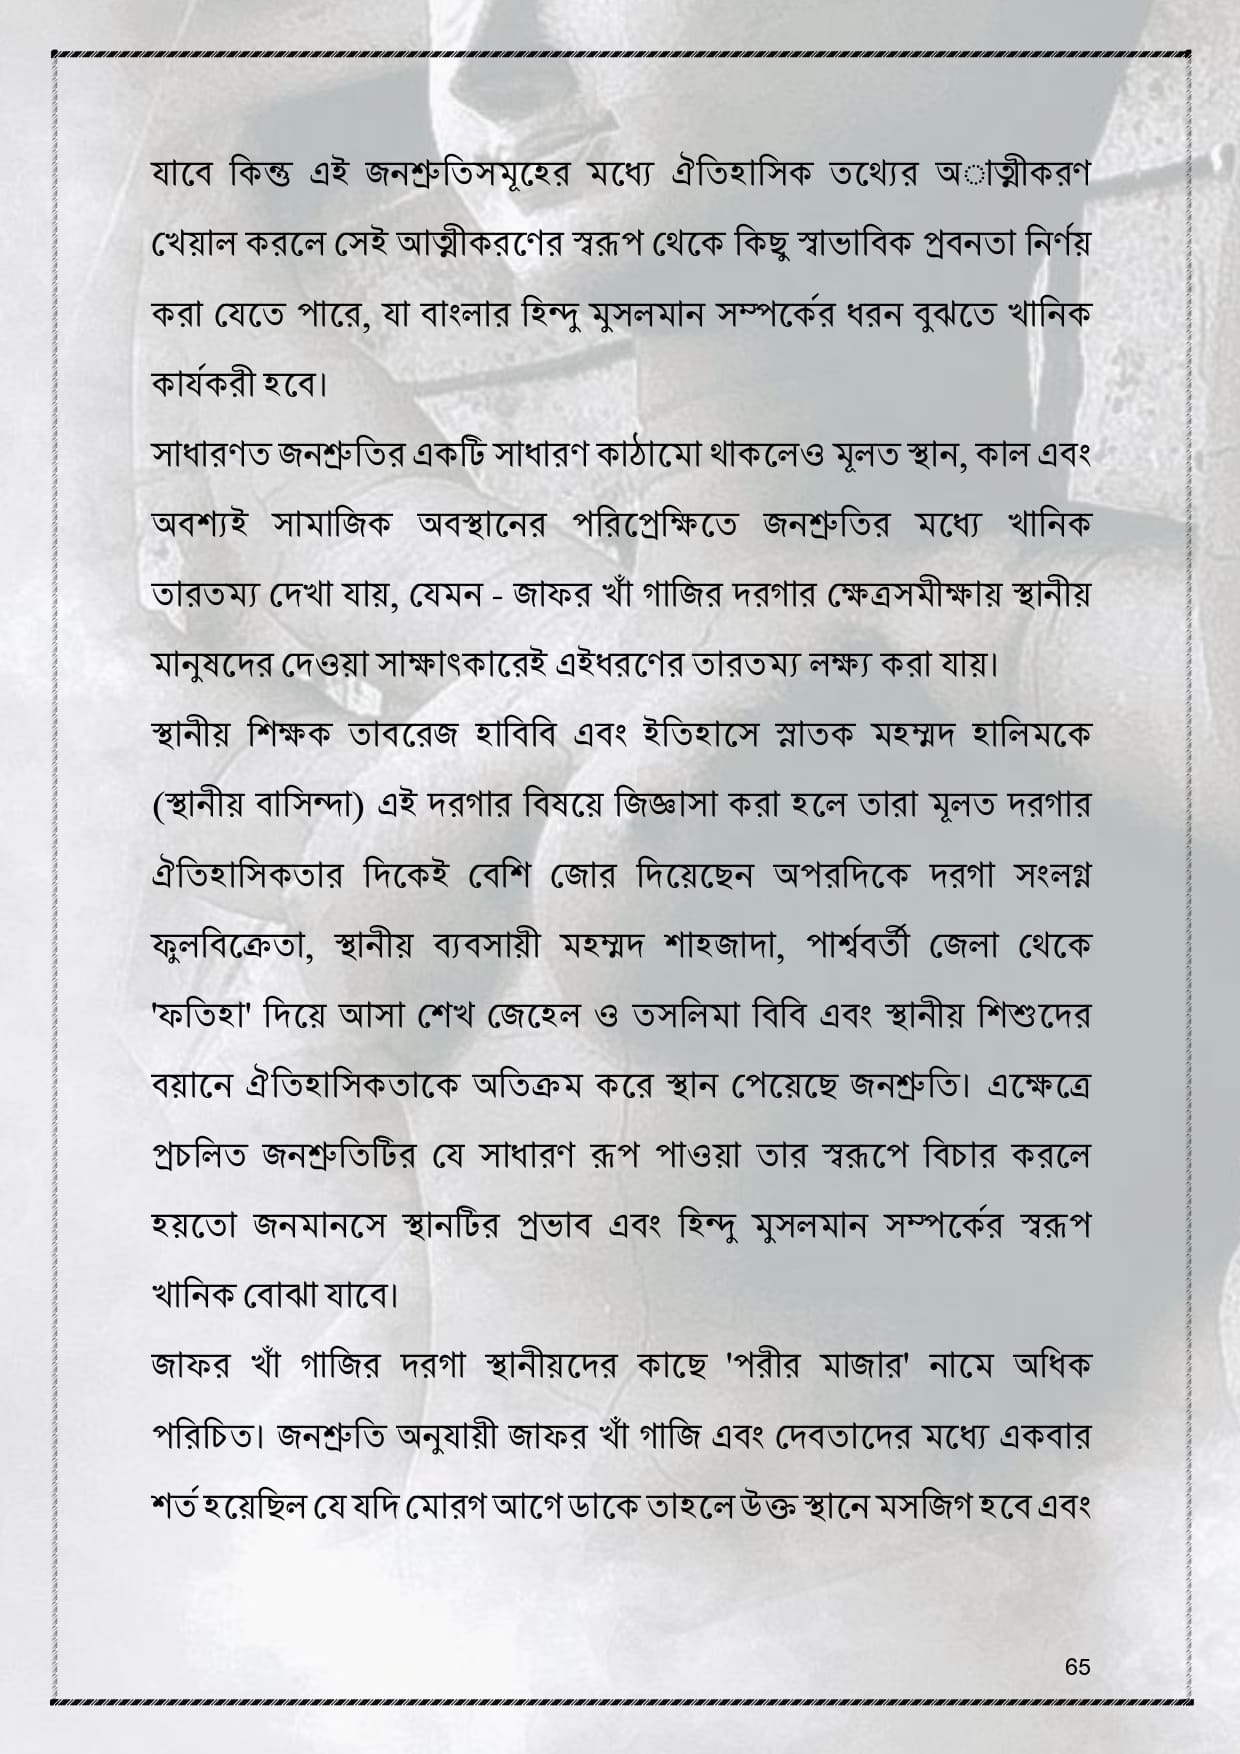 যাবে কিন্তু এই জনশ্রুতিসমূহের মধ্যে ঐতিহাসিক তথ্যের অাত্মীকরণ
খেয়াল করলে সেই আত্মীকরণের স্বরূপ থেকে কিছু স্বাভাবিক প্রবনতা নির্ণয়
করা যেতে পারে, যা বাংলার হিন্দু মুসলমান সম্পর্কের ধরন বুঝতে খানিক
কার্যকরী হবে।
সাধারণত জনশ্রুতির একটি সাধারণ কাঠামো থাকলেও মূলত স্থান, কাল এবং
অবশ্যই সামাজিক অবস্থানের পরিপ্রেক্ষিতে জনশ্রুতির মধ্যে খানিক
তারতম্য দেখা যায়, যেমন - জাফর খাঁ গাজির দরগার ক্ষেত্রসমীক্ষায় স্থানীয়
মানুষদের দেওয়া সাক্ষাৎকারেই এইধরণের তারতম্য লক্ষ্য করা যায়।
স্থানীয় শিক্ষক তাবরেজ হাবিবি এবং ইতিহাসে স্নাতক মহম্মদ হালিমকে
(স্থানীয় বাসিন্দা) এই দরগার বিষয়ে জিজ্ঞাসা করা হলে তারা মূলত দরগার
ঐতিহাসিকতার দিকেই বেশি জোর দিয়েছেন অপরদিকে দরগা সংলগ্ন
ফুলবিক্রেতা, স্থানীয় ব্যবসায়ী মহম্মদ শাহজাদা, পার্শ্ববর্তী জেলা থেকে
'ফতিহা' দিয়ে আসা শেখ জেহেল ও তসলিমা বিবি এবং স্থানীয় শিশুদের
বয়ানে ঐতিহাসিকতাকে অতিক্রম করে স্থান পেয়েছে জনশ্রুতি। এক্ষেত্রে
প্রচলিত জনশ্রুতিটির যে সাধারণ রূপ পাওয়া তার স্বরূপে বিচার করলে
হয়তো জনমানসে স্থানটির প্রভাব এবং হিন্দু মুসলমান সম্পর্কের স্বরূপ
খানিক বোঝা যাবে।
জাফর খাঁ গাজির দরগা স্থানীয়দের কাছে 'পরীর মাজার' নামে অধিক
পরিচিত। জনশ্রুতি অনুযায়ী জাফর খাঁ গাজি এবং দেবতাদের মধ্যে একবার
শর্ত হয়েছিল যে যদি মোরগ আগে ডাকে তাহলে উক্ত স্থানে মসজিগ হবে এবং
65